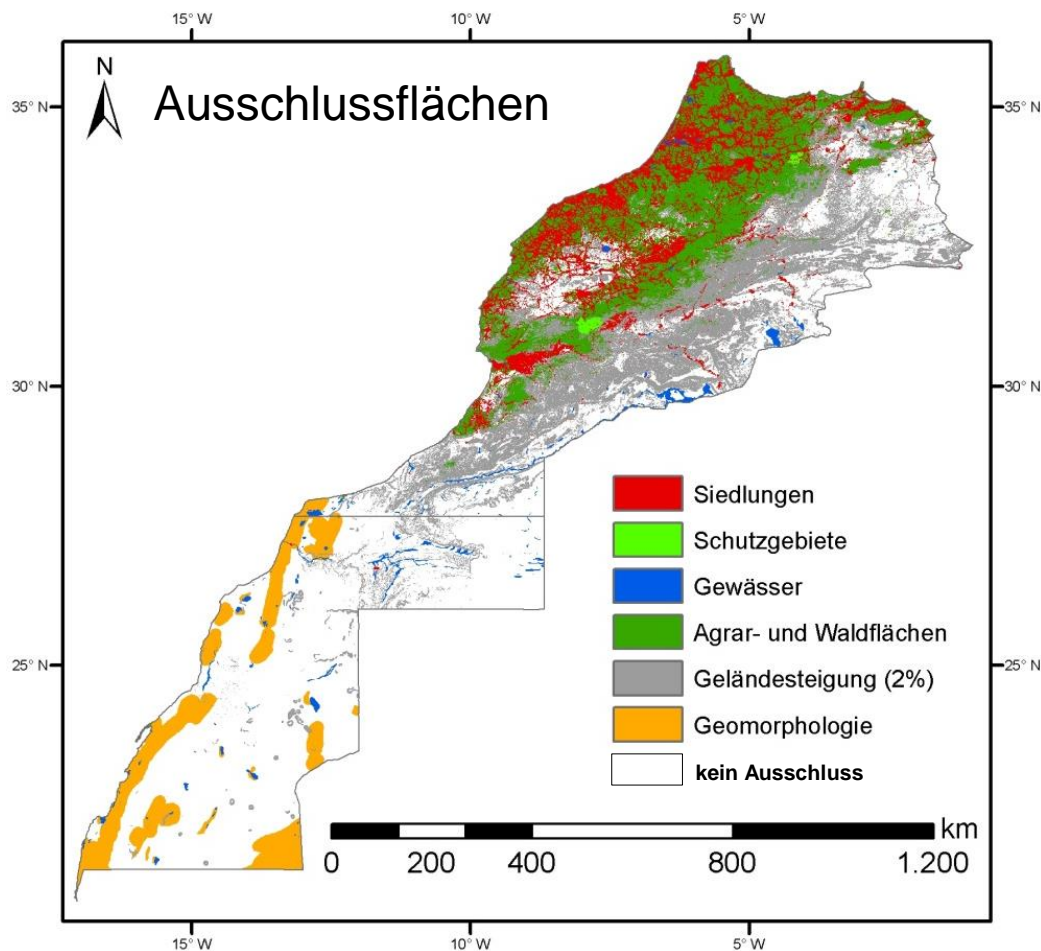 15° W 10° W 5° W
N
Ausschlussflächen
35° N 35° N
30° N 30° N
Siedlungen
Schutzgebiete
Gewässer
Agrar- und Waldflächen
25° N 25° N
Geländesteigung (2%)
Geomorphologie
kein Ausschluss
km
0 200 400 800 1.200
15° W 10° W 5° W